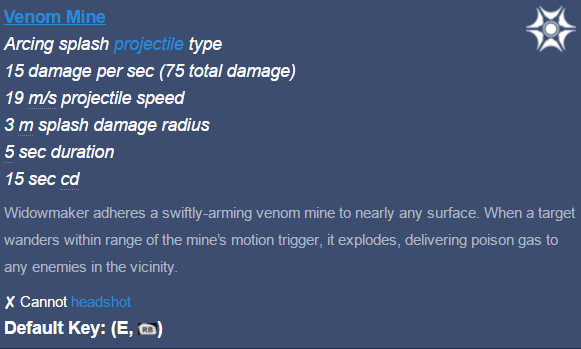 Venom Mine
Arcing splash projectile type
15 damage per sec (75 total damage)
19 m/s projectile speed
3 m splash damage radius
5 sec duration
15 sec cd
Widowmaker adheres a swiftly-arming venom mine to nearly any surface. When a target
wanders within range of the mine's motion trigger, it explodes, delivering poison gas to
any enemies in the vicinity.
✗ Cannot headshot
Default Key: (E, RB)